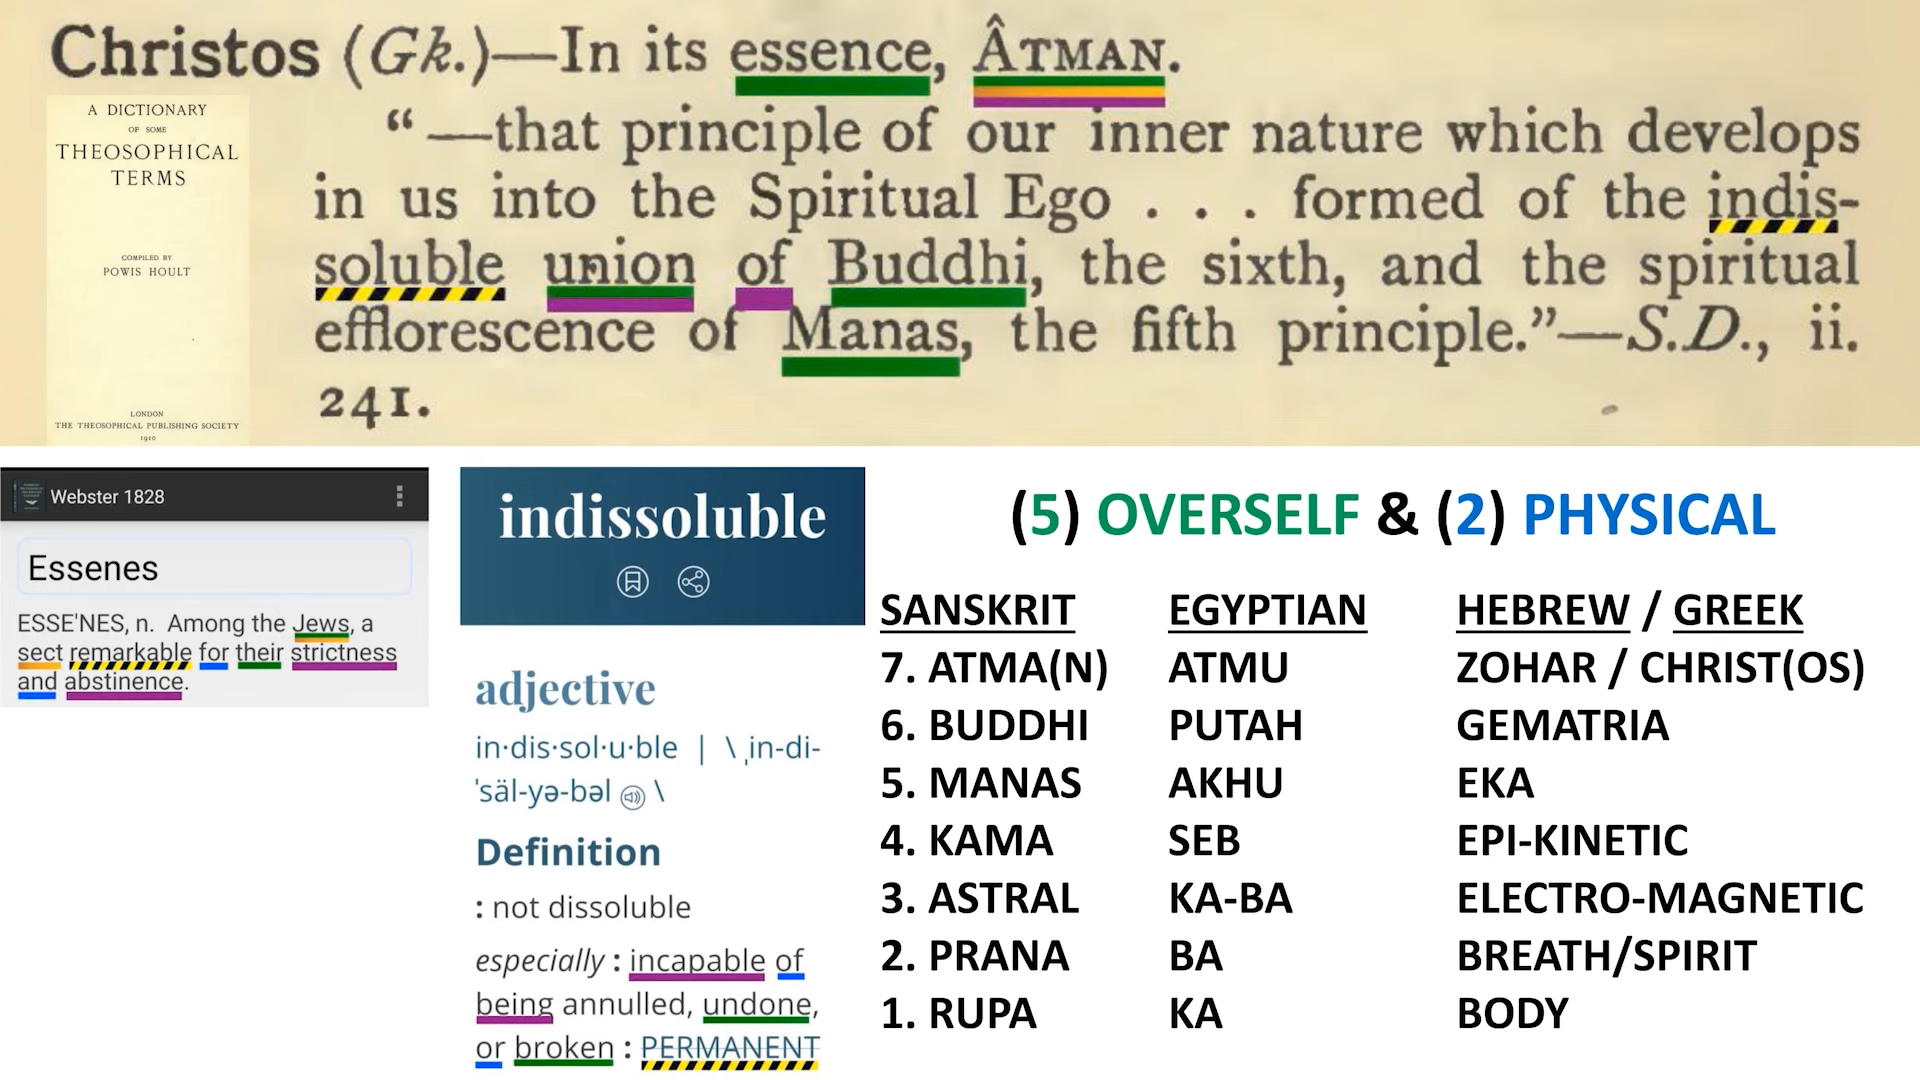 Christos (Gk.)—In its essence, ÂTMAN.
“—that principle of our inner nature which develops
in us into the Spiritual Ego . . . formed of the indis-
soluble union of Buddhi, the sixth, and the spiritual
efflorescence of Manas, the fifth principle.”—S.D., ii.
241.
A DICTIONARY
OF SOME
THEOSOPHICAL
TERMS
COMPILED BY
POWIS HOULT
LONDON
THE THEOSOPHICAL PUBLISHING SOCIETY
1910
Webster 1828
Essenes
ESSE'NES, n. Among the Jews, a
sect remarkable for their strictness
and abstinence.
indissoluble
adjective
in·dis·sol·u·ble | \ ˌin-di-
ˈsäl-yə-bəl \
Definition
: not dissoluble
especially : incapable of
being annulled, undone,
or broken : PERMANENT
(5) OVERSELF & (2) PHYSICAL
SANSKRIT EGYPTIAN HEBREW / GREEK
7. ATMA(N) ATMU ZOHAR / CHRIST(OS)
6. BUDDHI PUTAH GEMATRIA
5. MANAS AKHU EKA
4. KAMA SEB EPI-KINETIC
3. ASTRAL KA-BA ELECTRO-MAGNETIC
2. PRANA BA BREATH/SPIRIT
1. RUPA KA BODY